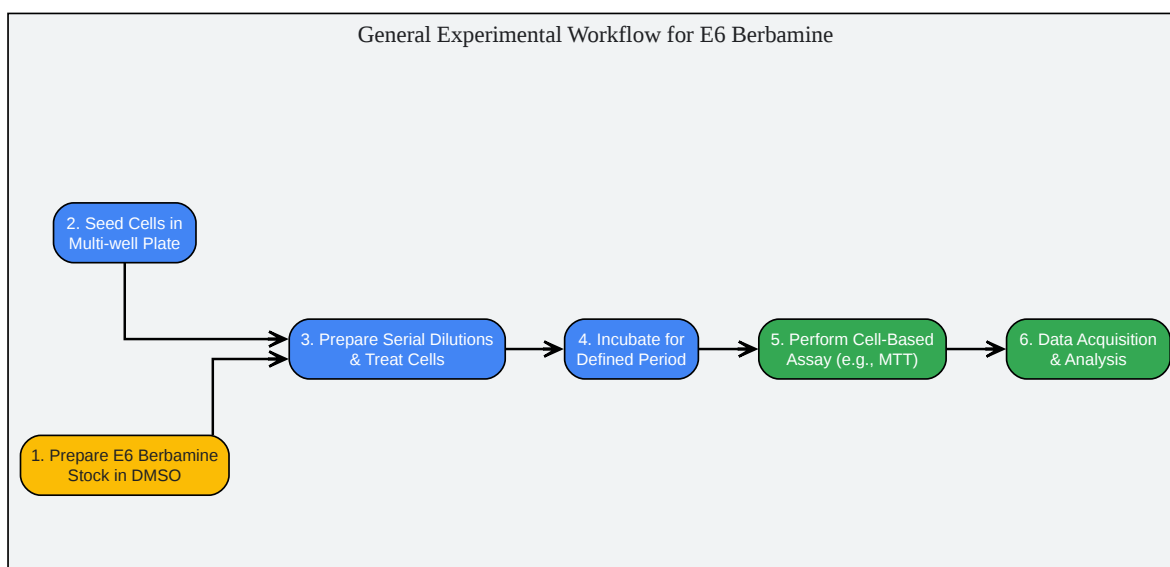 General Experimental Workflow for E6 Berbamine
2. Seed Cells in
Multi-well Plate
3. Prepare Serial Dilutions
& Treat Cells
4. Incubate for
Defined Period
5. Perform Cell-Based
Assay (e.g., MTT)
6. Data Acquisition
& Analysis
1. Prepare E6 Berbamine
Stock in DMSO